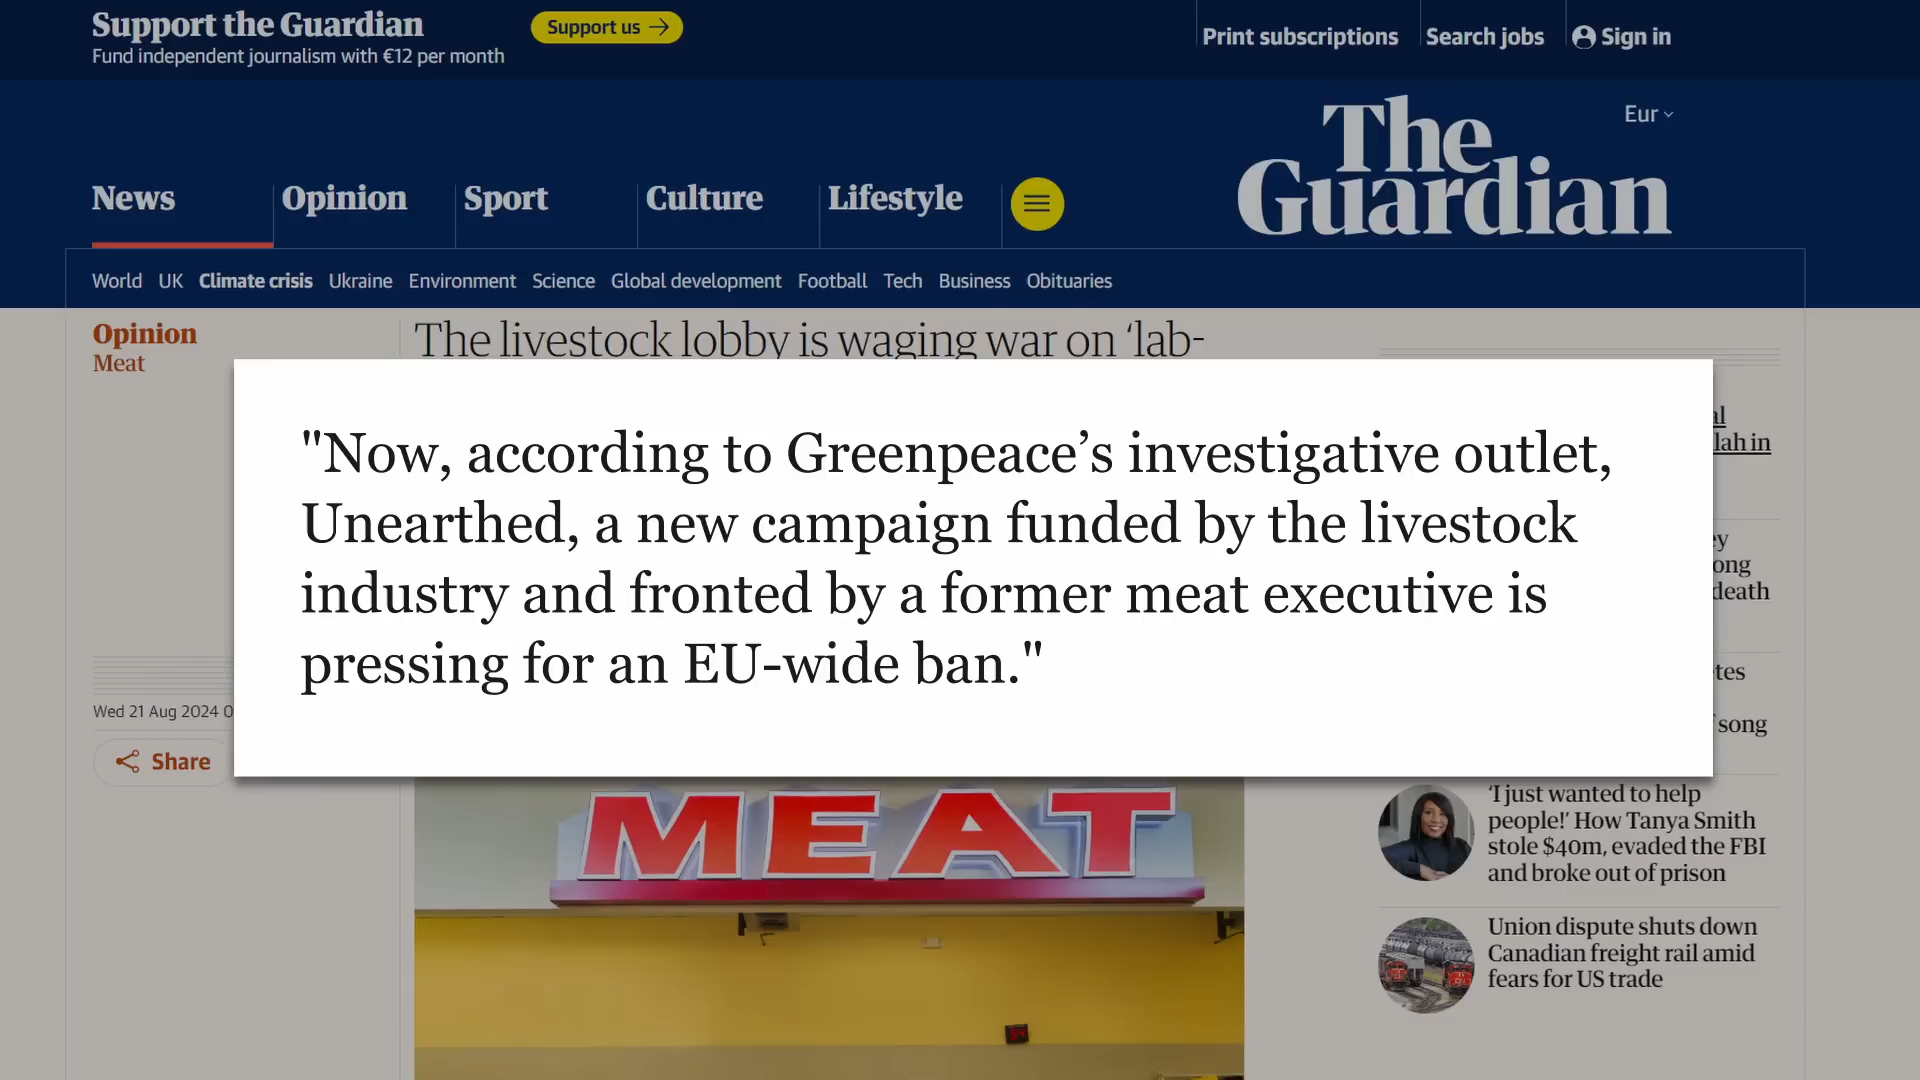 Support the Guardian
Fund independent journalism with €12 per month
Support us
Print subscriptions
Search jobs
Sign in
Eur
The
Guardian
News
Opinion
Sport
Culture
Lifestyle
World UK Climate crisis Ukraine Environment Science Global development Football Tech Business Obituaries
Opinion
Meat
The livestock lobby is waging war on ‘lab-
"Now, according to Greenpeace’s investigative outlet,
Unearthed, a new campaign funded by the livestock
industry and fronted by a former meat executive is
pressing for an EU-wide ban."
lah in
death
song
Wed 21 Aug 2024
Share
MEAT
‘I just wanted to help
people!’ How Tanya Smith
stole $40m, evaded the FBI
and broke out of prison
Union dispute shuts down
Canadian freight rail amid
fears for US trade